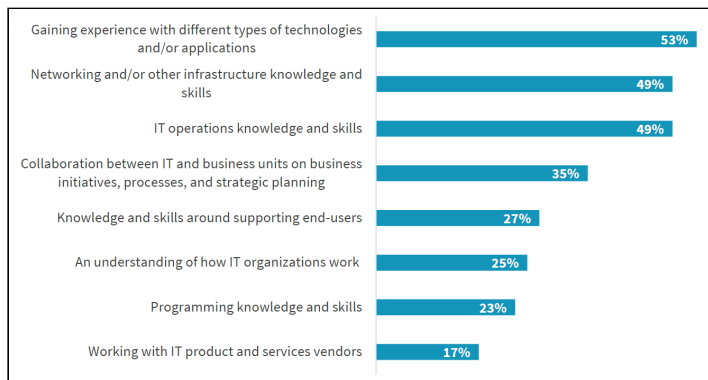 Gaining experience with different types of technologies
and/or applications
53%
Networking and/or other infrastructure knowledge and
skills
49%
IT operations knowledge and skills
49%
Collaboration between IT and business units on business
initiatives, processes, and strategic planning
35%
Knowledge and skills around supporting end-users
27%
An understanding of how IT organizations work
25%
Programming knowledge and skills
23%
Working with IT product and services vendors
17%